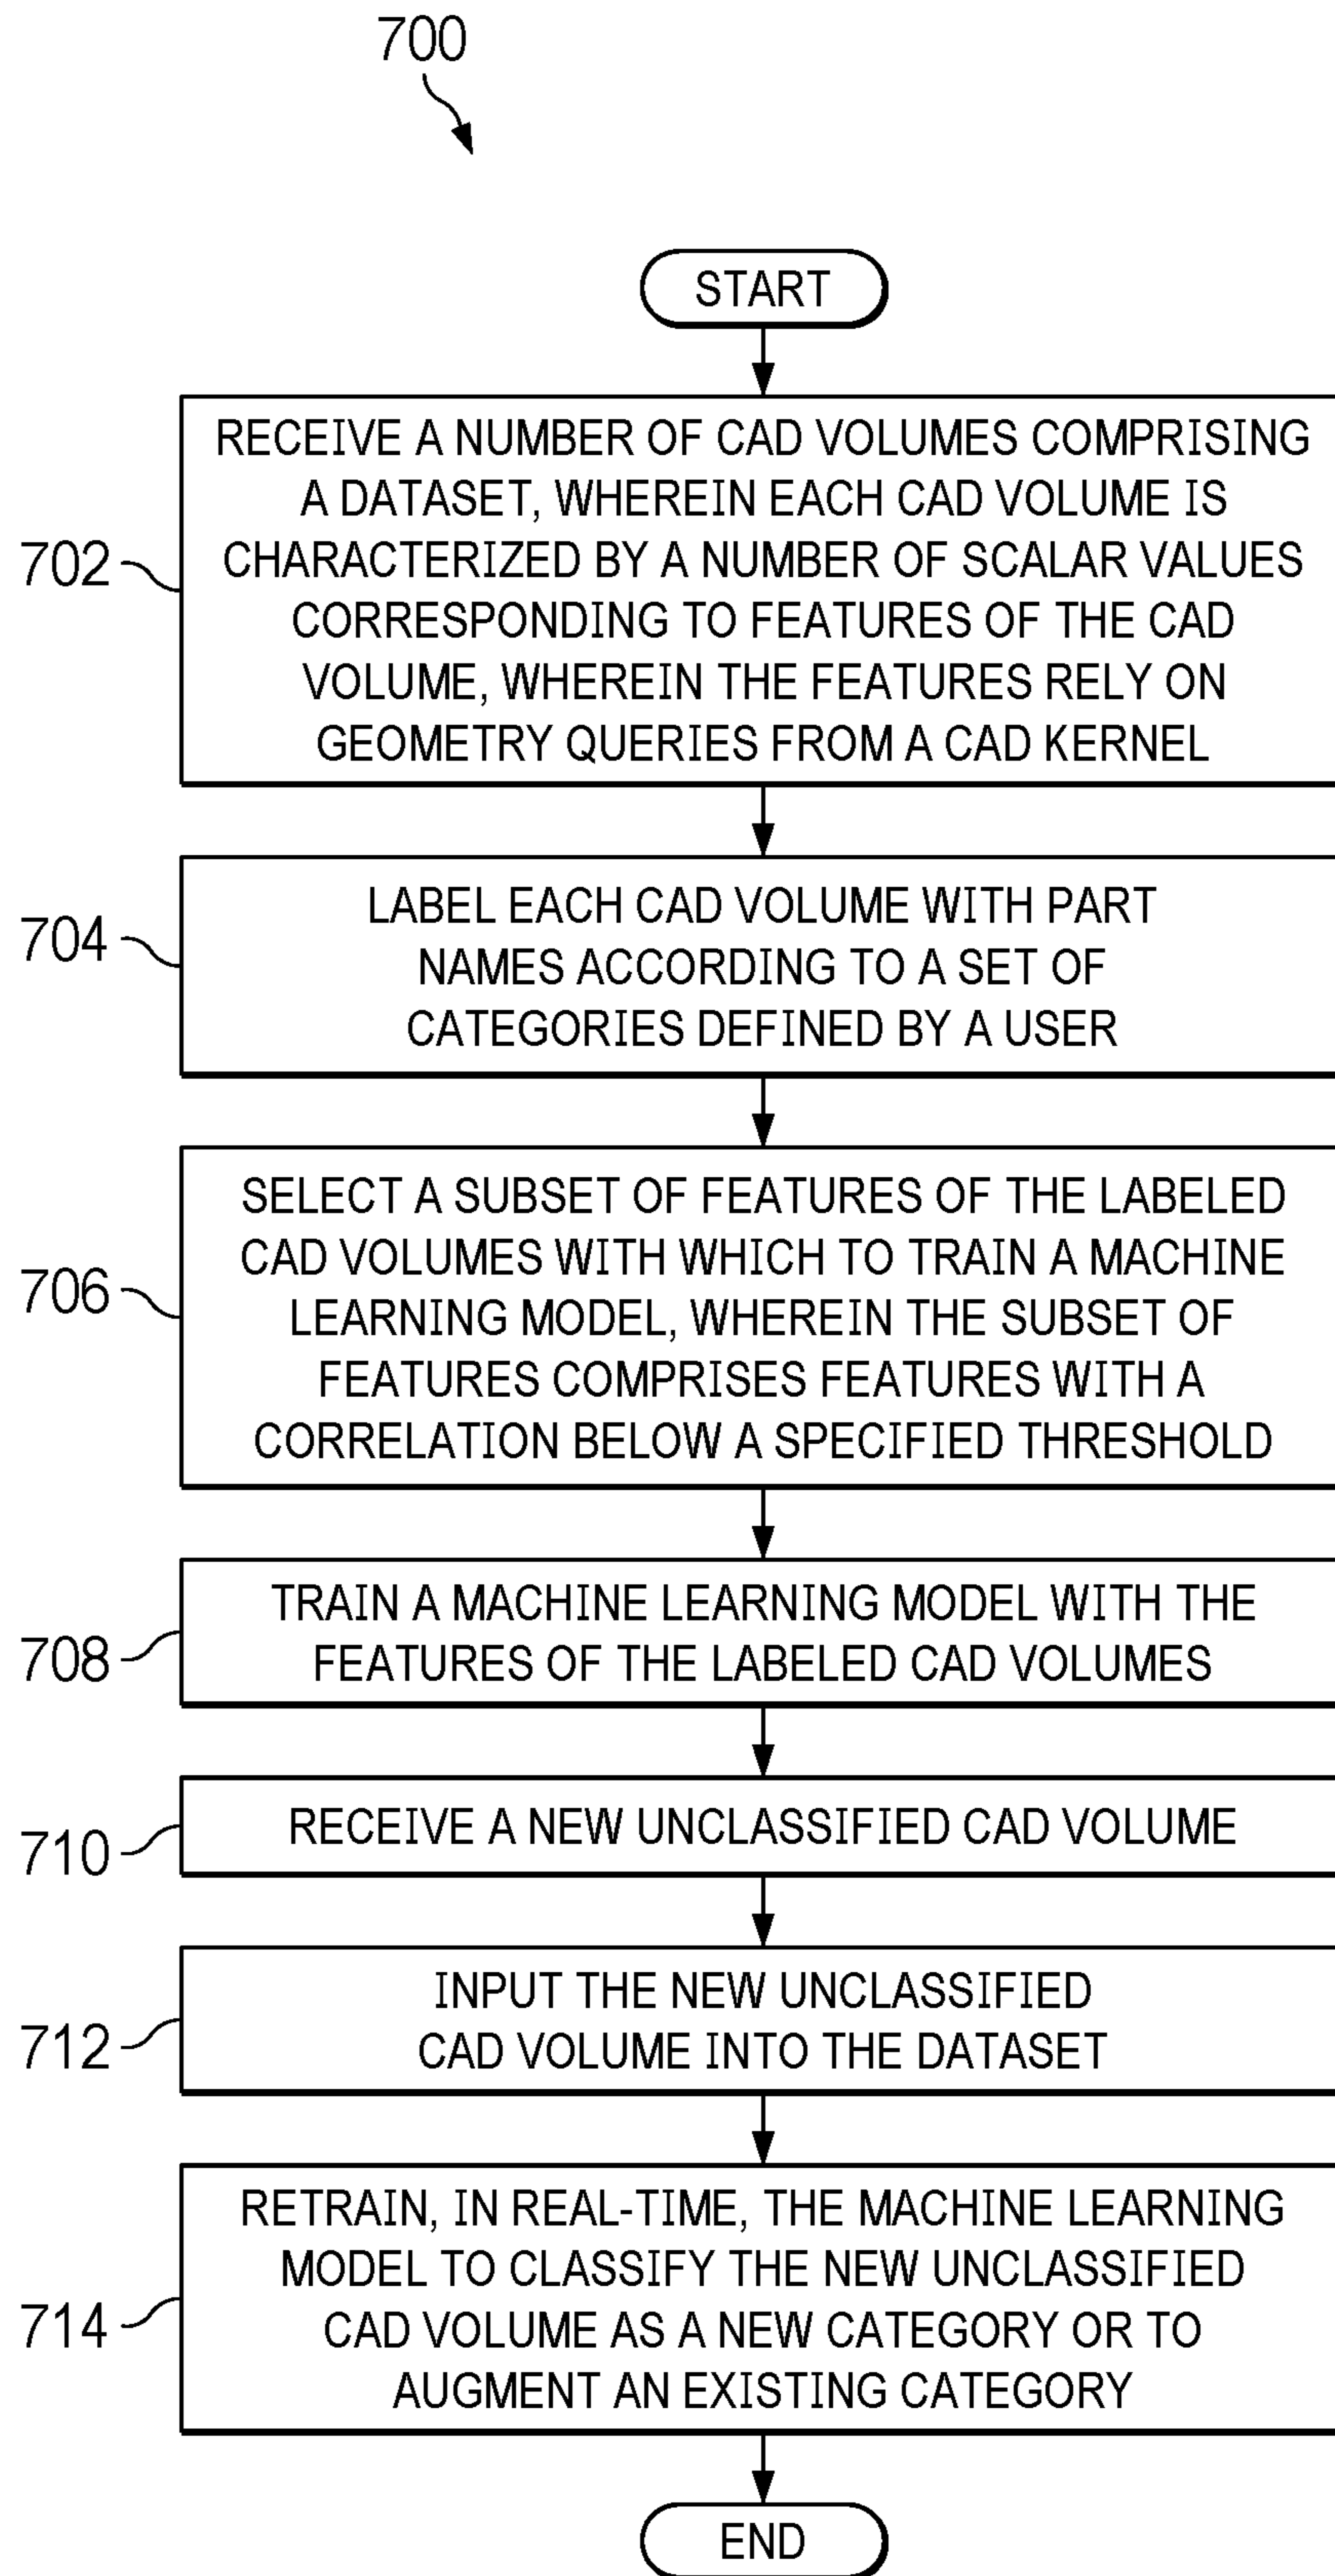 700
START
702
RECEIVE A NUMBER OF CAD VOLUMES COMPRISING
A DATASET, WHEREIN EACH CAD VOLUME IS
CHARACTERIZED BY A NUMBER OF SCALAR VALUES
CORRESPONDING TO FEATURES OF THE CAD
VOLUME, WHEREIN THE FEATURES RELY ON
GEOMETRY QUERIES FROM A CAD KERNEL
704
LABEL EACH CAD VOLUME WITH PART
NAMES ACCORDING TO A SET OF
CATEGORIES DEFINED BY A USER
706
SELECT A SUBSET OF FEATURES OF THE LABELED
CAD VOLUMES WITH WHICH TO TRAIN A MACHINE
LEARNING MODEL, WHEREIN THE SUBSET OF
FEATURES COMPRISES FEATURES WITH A
CORRELATION BELOW A SPECIFIED THRESHOLD
708
TRAIN A MACHINE LEARNING MODEL WITH THE
FEATURES OF THE LABELED CAD VOLUMES
710
RECEIVE A NEW UNCLASSIFIED CAD VOLUME
712
INPUT THE NEW UNCLASSIFIED
CAD VOLUME INTO THE DATASET
714
RETRAIN, IN REAL-TIME, THE MACHINE LEARNING
MODEL TO CLASSIFY THE NEW UNCLASSIFIED
CAD VOLUME AS A NEW CATEGORY OR TO
AUGMENT AN EXISTING CATEGORY
END